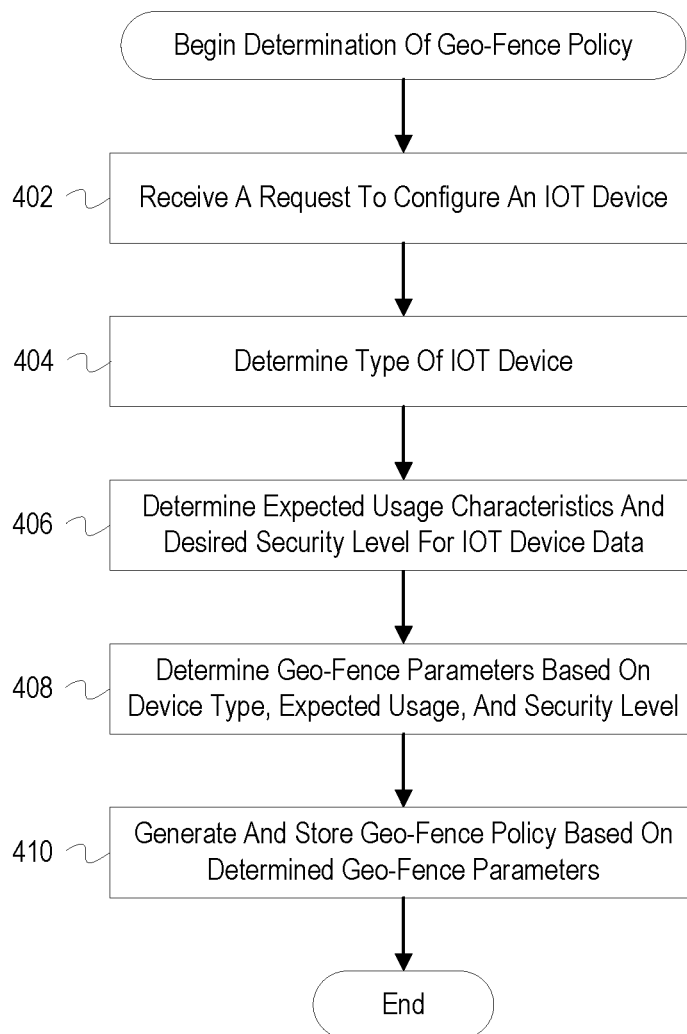 Begin Determination Of Geo-Fence Policy
402
Receive A Request To Configure An IOT Device
404
Determine Type Of IOT Device
406
Determine Expected Usage Characteristics And
Desired Security Level For IOT Device Data
408
Determine Geo-Fence Parameters Based On
Device Type, Expected Usage, And Security Level
410
Generate And Store Geo-Fence Policy Based On
Determined Geo-Fence Parameters
End